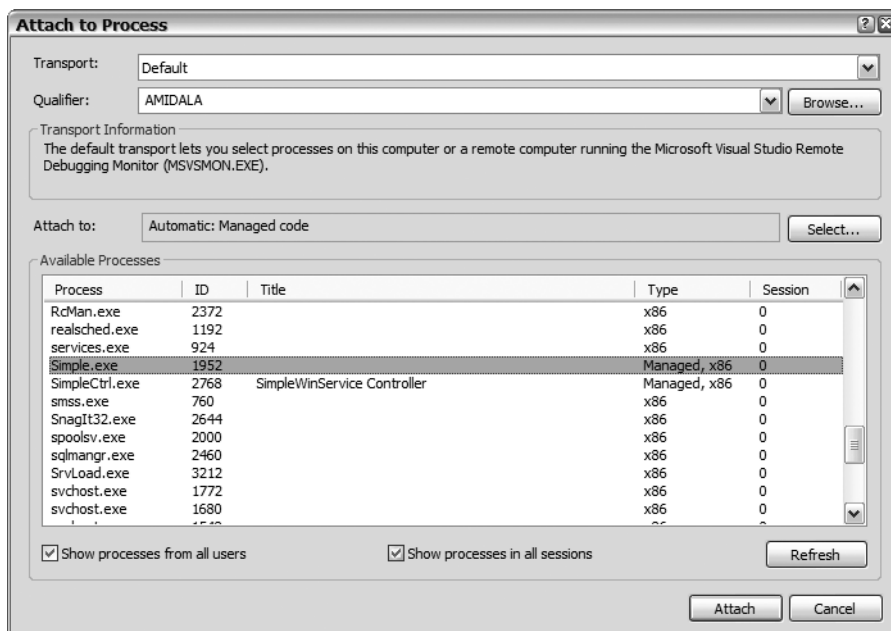 Attach to Process
Transport: Default
Qualifier: AMIDALA Browse...
Transport Information
The default transport lets you select processes on this computer or a remote computer running the Microsoft Visual Studio Remote
Debugging Monitor (MSVSMON.EXE).
Attach to: Automatic: Managed code Select...
Available Processes
Process ID Title Type Session
RcMan.exe 2372 x86 0
realsched.exe 1192 x86 0
services.exe 924 x86 0
Simple.exe 1952 Managed, x86 0
SimpleCtrl.exe 2768 SimpleWinService Controller Managed, x86 0
smss.exe 760 x86 0
SnagIt32.exe 2644 x86 0
spoolsv.exe 2000 x86 0
sqlmangr.exe 2460 x86 0
SrvLoad.exe 3212 x86 0
svchost.exe 1772 x86 0
svchost.exe 1680 x86 0
Show processes from all users Show processes in all sessions Refresh
Attach Cancel